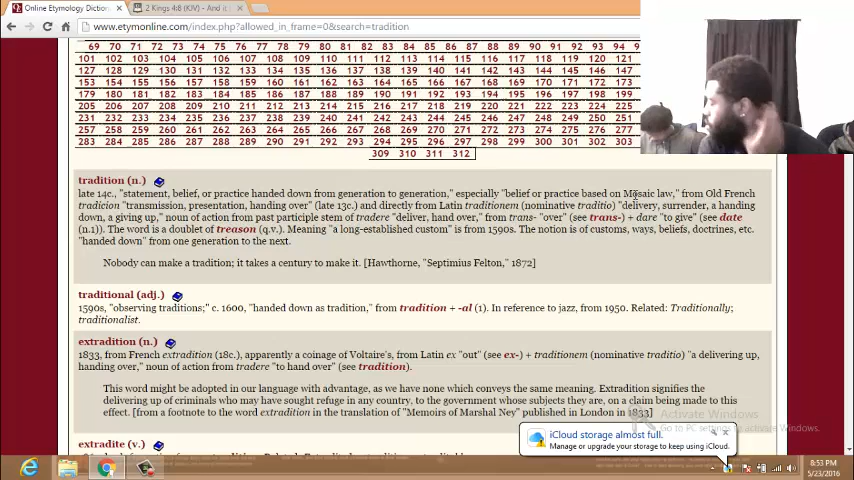 Online Etymology Dictionar
2 Kings 4:8 (KJV) - And it
www.etymonline.com/index.php?allowed_in_frame=0&search=tradition
69 70 71 72 73 74 75 76 77 78 79 80 81 82 83 84 85 86 87 88 89 90 91 92 93 94 9
101 102 103 104 105 106 107 108 109 110 111 112 113 114 115 116 117 118 119 120 121
127 128 129 130 131 132 133 134 135 136 137 138 139 140 141 142 143 144 145 146 147
153 154 155 156 157 158 159 160 161 162 163 164 165 166 167 168 169 170 171 172 173
179 180 181 182 183 184 185 186 187 188 189 190 191 192 193 194 195 196 197 198 199
205 206 207 208 209 210 211 212 213 214 215 216 217 218 219 220 221 222 223 224 225
231 232 233 234 235 236 237 238 239 240 241 242 243 244 245 246 247 248 249 250 251
257 258 259 260 261 262 263 264 265 266 267 268 269 270 271 272 273 274 275 276 277
283 284 285 286 287 288 289 290 291 292 293 294 295 296 297 298 299 300 301 302 303
309 310 311 312
tradition (n.)
late 14c., "statement, belief, or practice handed down from generation to generation," especially "belief or practice based on Mosaic law," from Old French
tradicion "transmission, presentation, handing over" (late 13c.) and directly from Latin traditionem (nominative traditio) "delivery, surrender, a handing
down, a giving up," noun of action from past participle stem of tradere "deliver, hand over," from trans- "over" (see trans-) + dare "to give" (see date
(n.1)). The word is a doublet of treason (q.v.). Meaning "a long-established custom" is from 1590s. The notion is of customs, ways, beliefs, doctrines, etc.
"handed down" from one generation to the next.
Nobody can make a tradition; it takes a century to make it. [Hawthorne, "Septimius Felton," 1872]
traditional (adj.)
1590s, "observing traditions;" c. 1600, "handed down as tradition," from tradition + -al (1). In reference to jazz, from 1950. Related: Traditionally;
traditionalist.
extradition (n.)
1833, from French extradition (18c.), apparently a coinage of Voltaire's, from Latin ex "out" (see ex-) + traditionem (nominative traditio) "a delivering up,
handing over," noun of action from tradere "to hand over" (see tradition).
This word might be adopted in our language with advantage, as we have none which conveys the same meaning. Extradition signifies the
delivering up of criminals who may have sought refuge in any country, to the government whose subjects they are, on a claim being made to this
effect. [from a footnote to the word extradition in the translation of "Memoirs of Marshal Ney" published in London in 1833]
Activate Windows
Go to PC settings to activate Windows.
extradite (v.)
iCloud storage almost full.
Manage or upgrade your storage to keep using iCloud.
8:53 PM
5/23/2016